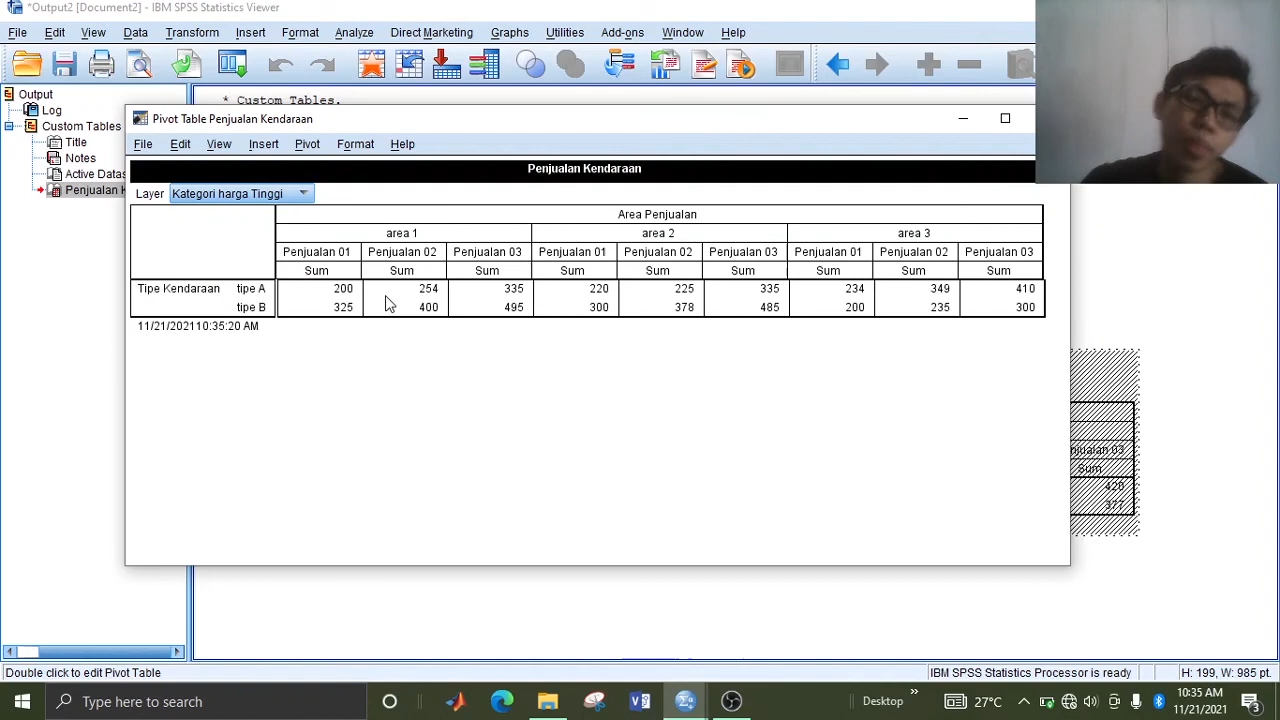 *Output2 [Document2] - IBM SPSS Statistics Viewer
File Edit View Data Transform Insert Format Analyze Direct Marketing Graphs Utilities Add-ons Window Help
Output
Log
Custom Tables
Title
Notes
Active Datas
Penjualan K
* Custom Tables.
Pivot Table Penjualan Kendaraan
File Edit View Insert Pivot Format Help
Penjualan Kendaraan
Layer Kategori harga Tinggi
Area Penjualan
area 1 area 2 area 3
Penjualan 01 Penjualan 02 Penjualan 03 Penjualan 01 Penjualan 02 Penjualan 03 Penjualan 01 Penjualan 02 Penjualan 03
Sum Sum Sum Sum Sum Sum Sum Sum Sum
Tipe Kendaraan tipe A 200 254 335 220 225 335 234 349 410
tipe B 325 400 495 300 378 485 200 235 300
11/21/202110:35:20 AM
njualan 03
Sum
420
377
Double click to edit Pivot Table IBM SPSS Statistics Processor is ready H: 199, W: 985 pt.
Type here to search Desktop 27°C 10:35 AM
11/21/2021 3